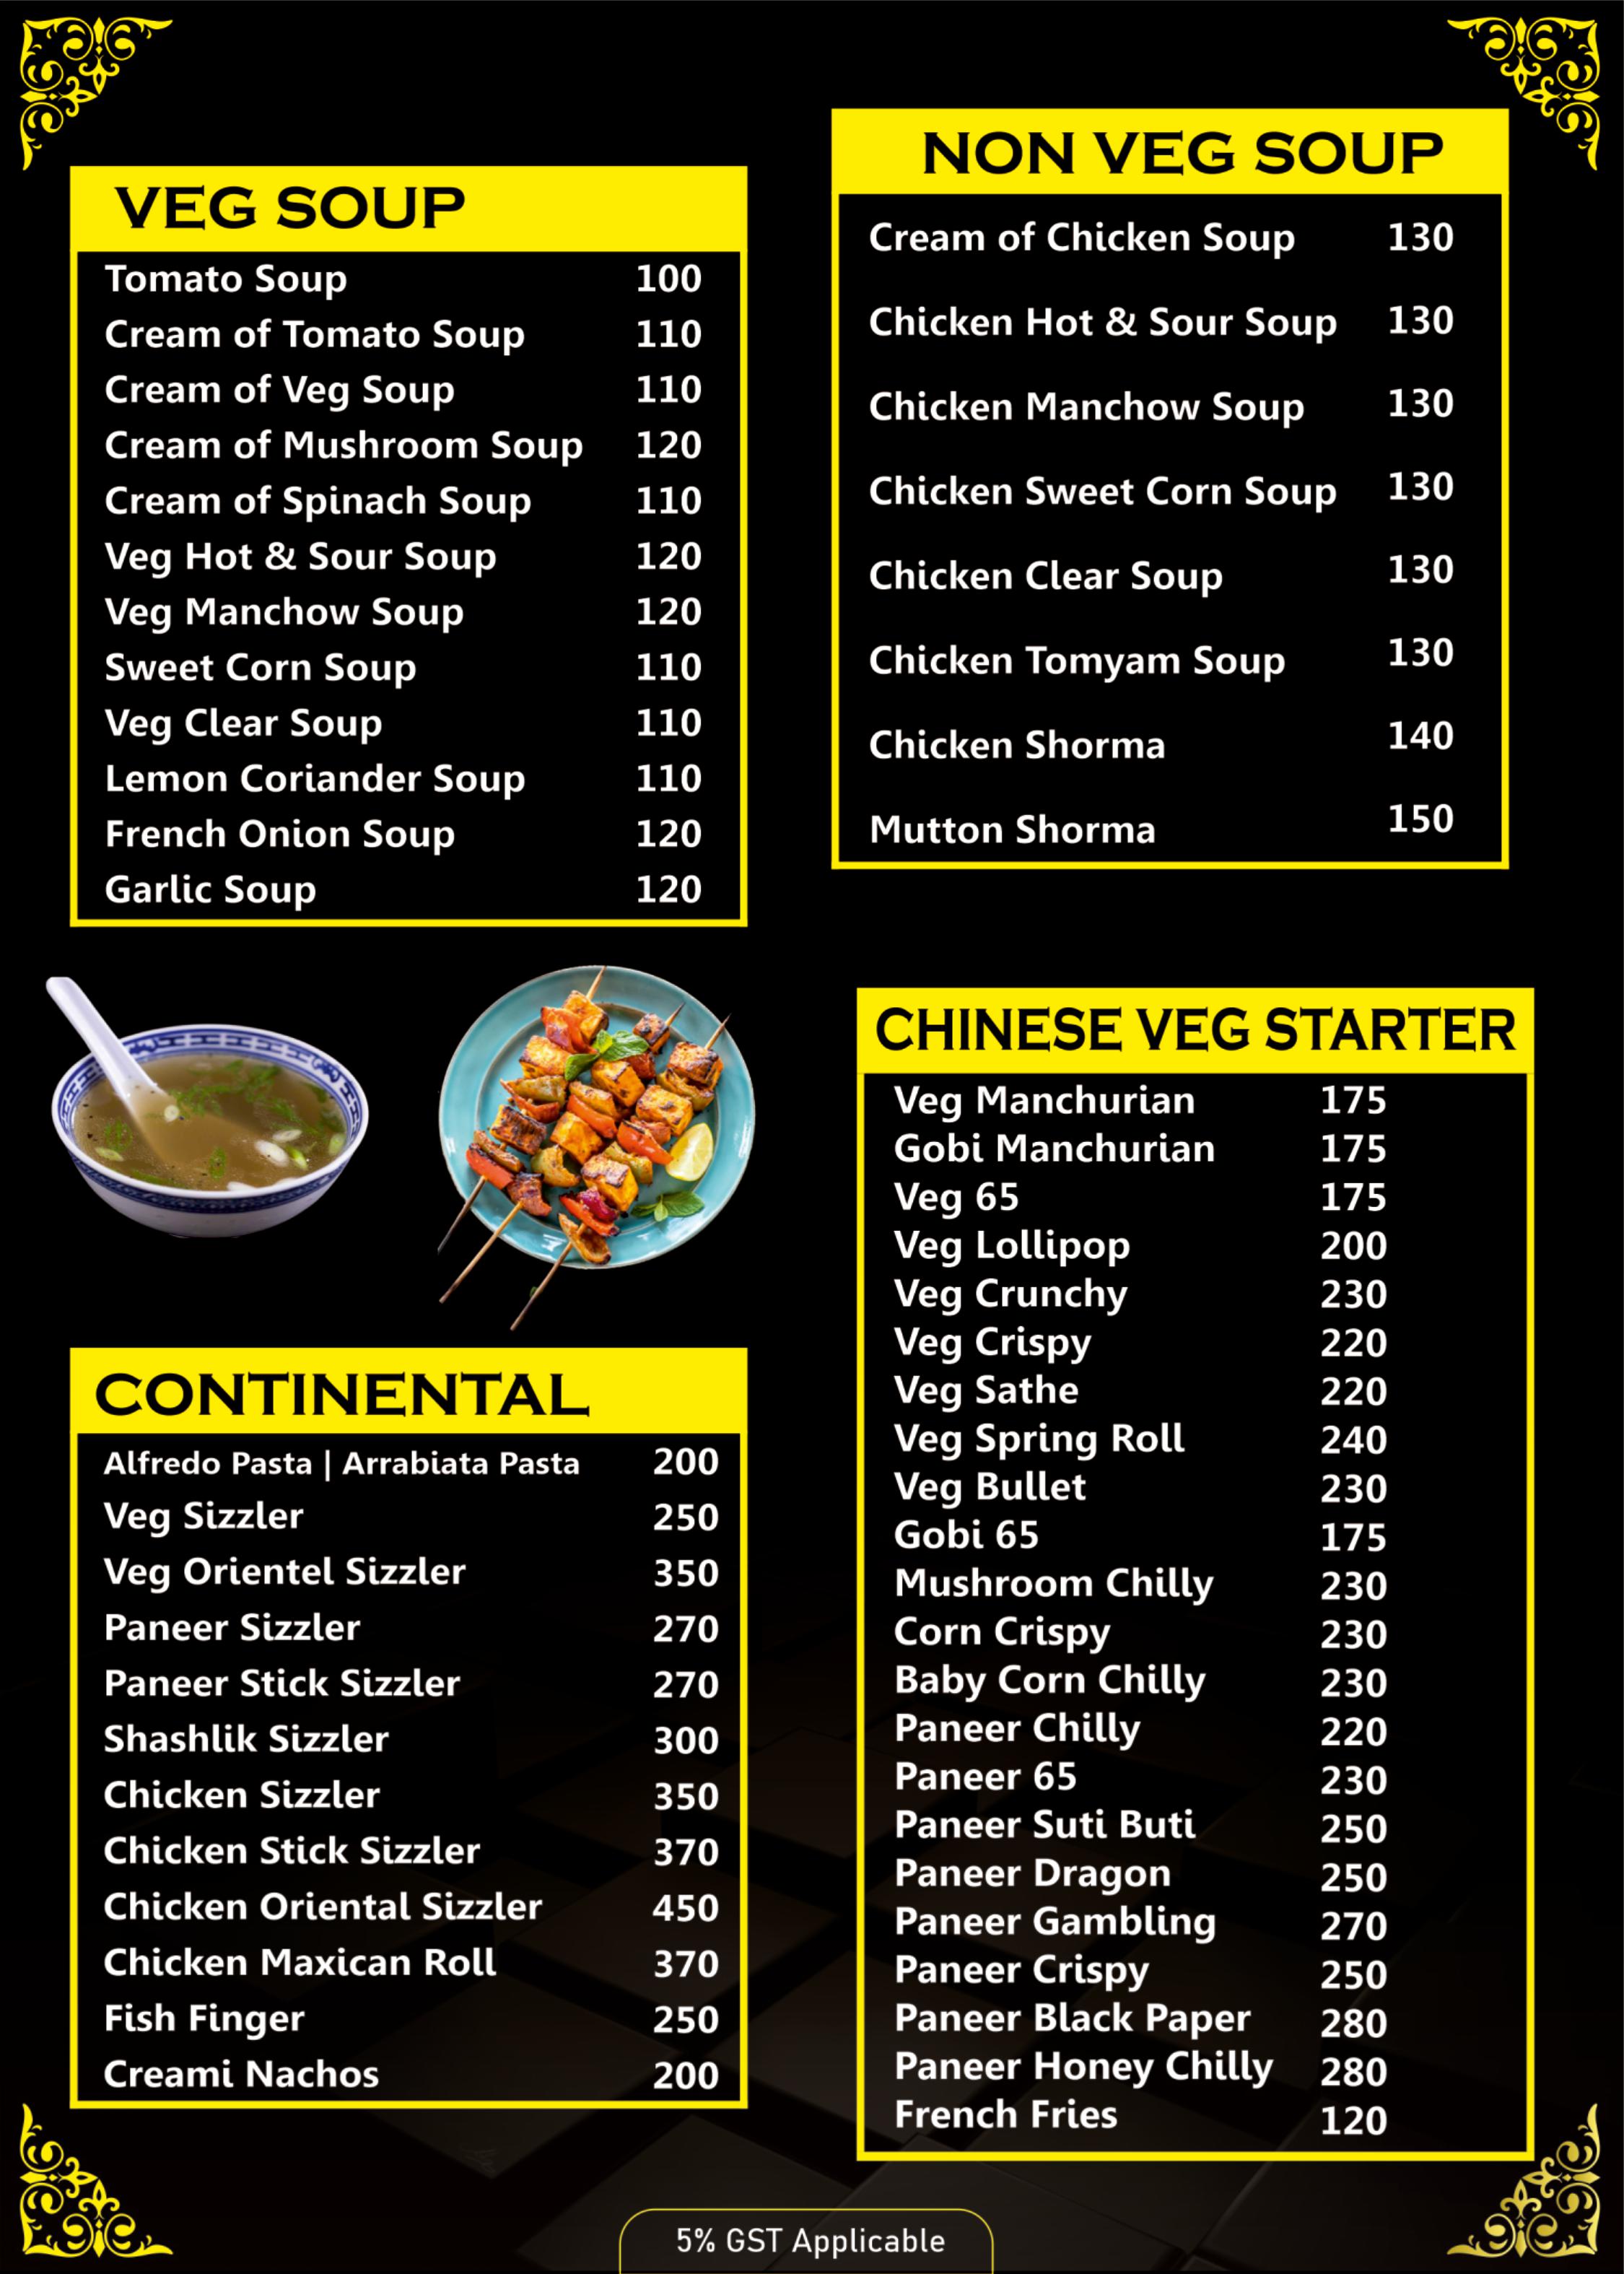 VEG SOUP
Tomato Soup 100
Cream of Tomato Soup 110
Cream of Veg Soup 110
Cream of Mushroom Soup 120
Cream of Spinach Soup 110
Veg Hot & Sour Soup 120
Veg Manchow Soup 120
Sweet Corn Soup 110
Veg Clear Soup 110
Lemon Coriander Soup 110
French Onion Soup 120
Garlic Soup 120
NON VEG SOUP
Cream of Chicken Soup 130
Chicken Hot & Sour Soup 130
Chicken Manchow Soup 130
Chicken Sweet Corn Soup 130
Chicken Clear Soup 130
Chicken Tomyam Soup 130
Chicken Shorma 140
Mutton Shorma 150
CONTINENTAL
Alfredo Pasta | Arrabiata Pasta 200
Veg Sizzler 250
Veg Orientel Sizzler 350
Paneer Sizzler 270
Paneer Stick Sizzler 270
Shashlik Sizzler 300
Chicken Sizzler 350
Chicken Stick Sizzler 370
Chicken Oriental Sizzler 450
Chicken Maxican Roll 370
Fish Finger 250
Creami Nachos 200
CHINESE VEG STARTER
Veg Manchurian 175
Gobi Manchurian 175
Veg 65 175
Veg Lollipop 200
Veg Crunchy 230
Veg Crispy 220
Veg Sathe 220
Veg Spring Roll 240
Veg Bullet 230
Gobi 65 175
Mushroom Chilly 230
Corn Crispy 230
Baby Corn Chilly 230
Paneer Chilly 220
Paneer 65 230
Paneer Suti Buti 250
Paneer Dragon 250
Paneer Gambling 270
Paneer Crispy 250
Paneer Black Paper 280
Paneer Honey Chilly 280
French Fries 120
5% GST Applicable